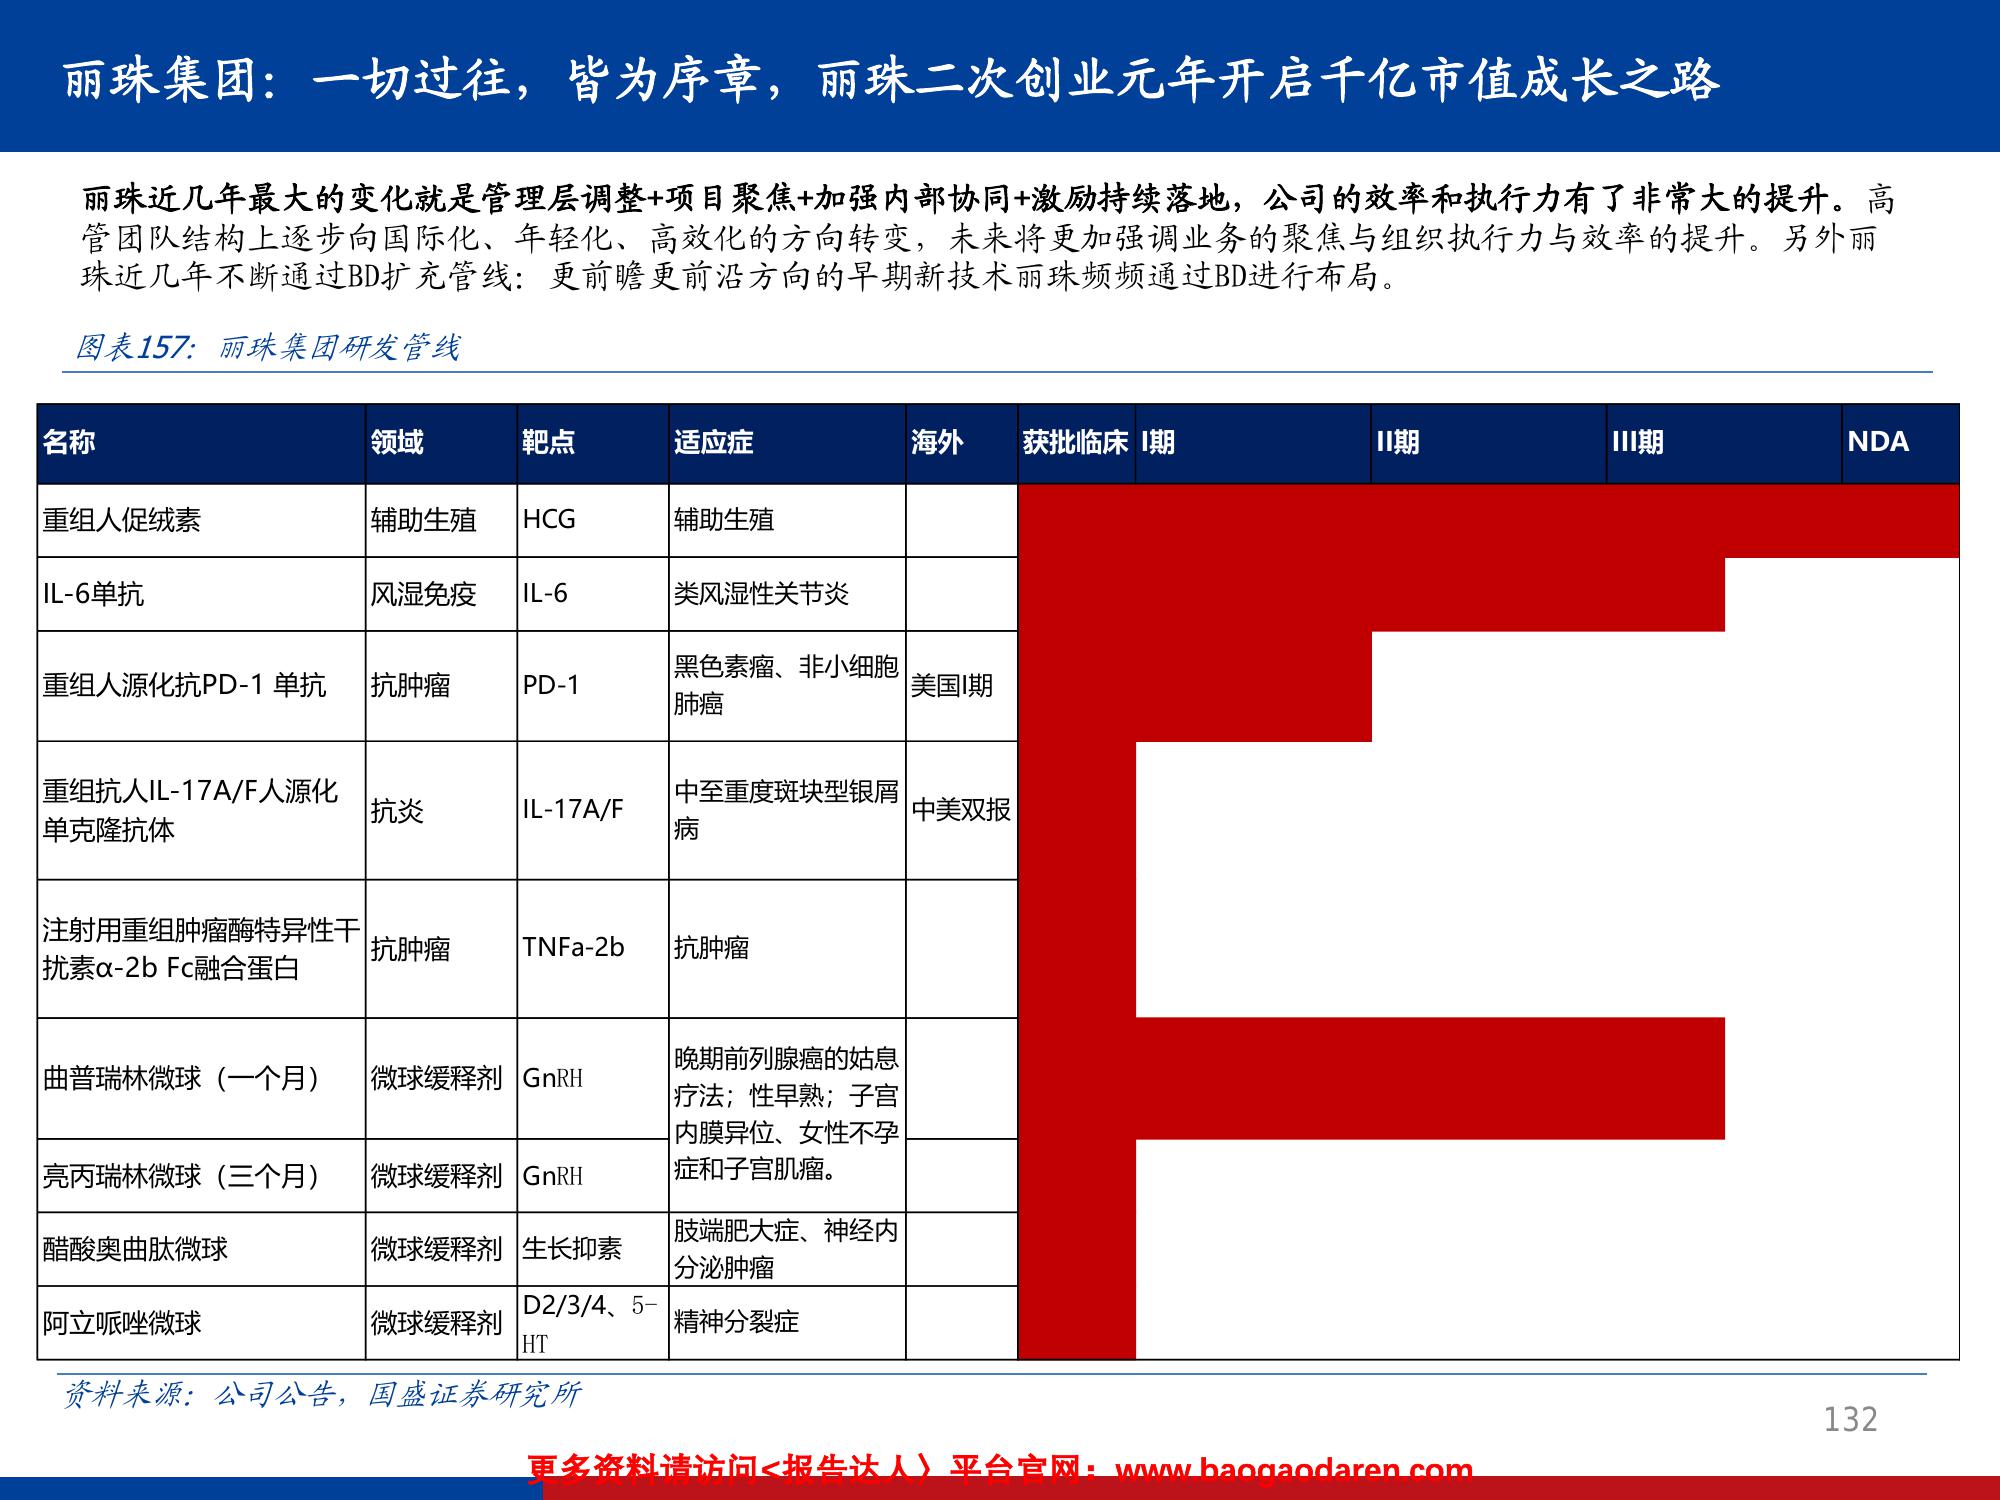 丽珠集团：一切过往，皆为序章，丽珠二次创业元年开启千亿市值成长之路
丽珠近几年最大的变化就是管理层调整+项目聚焦+加强内部协同+激励持续落地，公司的效率和执行力有了非常大的提升。高
管团队结构上逐步向国际化、年轻化、高效化的方向转变，未来将更加强调业务的聚焦与组织执行力与效率的提升。另外丽
珠近几年不断通过BD扩充管线：更前瞻更前沿方向的早期新技术丽珠频频通过BD进行布局。
图表157：丽珠集团研发管线
名称 领域 靶点 适应症 海外 获批临床 I期 II期 III期 NDA
重组人促绒素 辅助生殖 HCG 辅助生殖
IL-6单抗 风湿免疫 IL-6 类风湿性关节炎
重组人源化抗PD-1 单抗 抗肿瘤 PD-1 黑色素瘤、非小细胞
肺癌 美国I期
重组抗人IL-17A/F人源化
单克隆抗体 抗炎 IL-17A/F 中至重度斑块型银屑
病 中美双报
注射用重组肿瘤酶特异性干
扰素α-2b Fc融合蛋白 抗肿瘤 TNFa-2b 抗肿瘤
曲普瑞林微球（一个月） 微球缓释剂 GnRH 晚期前列腺癌的姑息
疗法；性早熟；子宫
内膜异位、女性不孕
症和子宫肌瘤。
亮丙瑞林微球（三个月） 微球缓释剂 GnRH
醋酸奥曲肽微球 微球缓释剂 生长抑素 肢端肥大症、神经内
分泌肿瘤
阿立哌唑微球 微球缓释剂 D2/3/4、5-
HT 精神分裂症
资料来源：公司公告，国盛证券研究所
132
更多资料请访问<报告达人〉平台官网：www.baogaodaren.com